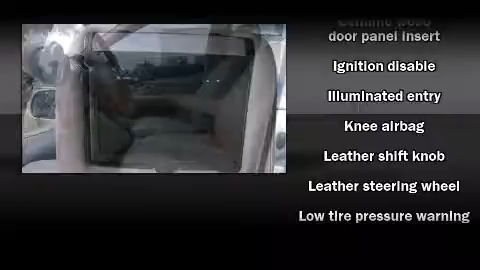 door panel insert
Ignition disable
Illuminated entry
Knee airbag
Leather shift knob
Leather steering wheel
Low tire pressure warning